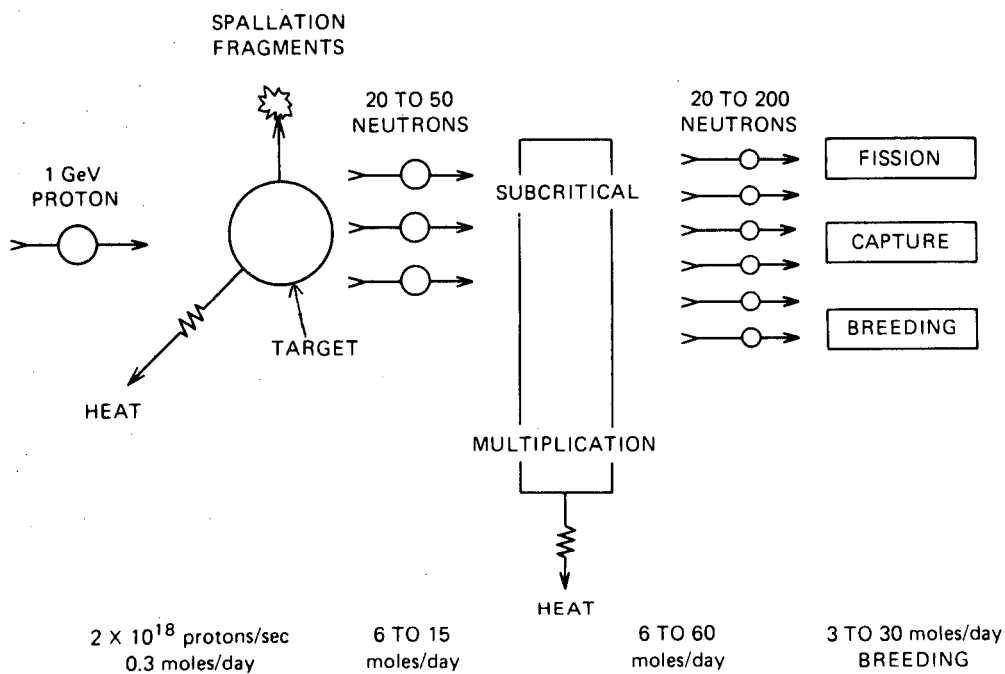 SPALLATION
FRAGMENTS
20 TO 50
NEUTRONS
20 TO 200
NEUTRONS
1 GeV
PROTON
FISSION
SUBCRITICAL
CAPTURE
BREEDING
TARGET
HEAT
MULTIPLICATION
HEAT
2 X 10¹⁸ protons/sec
0.3 moles/day
6 TO 15
moles/day
6 TO 60
moles/day
3 TO 30 moles/day
BREEDING